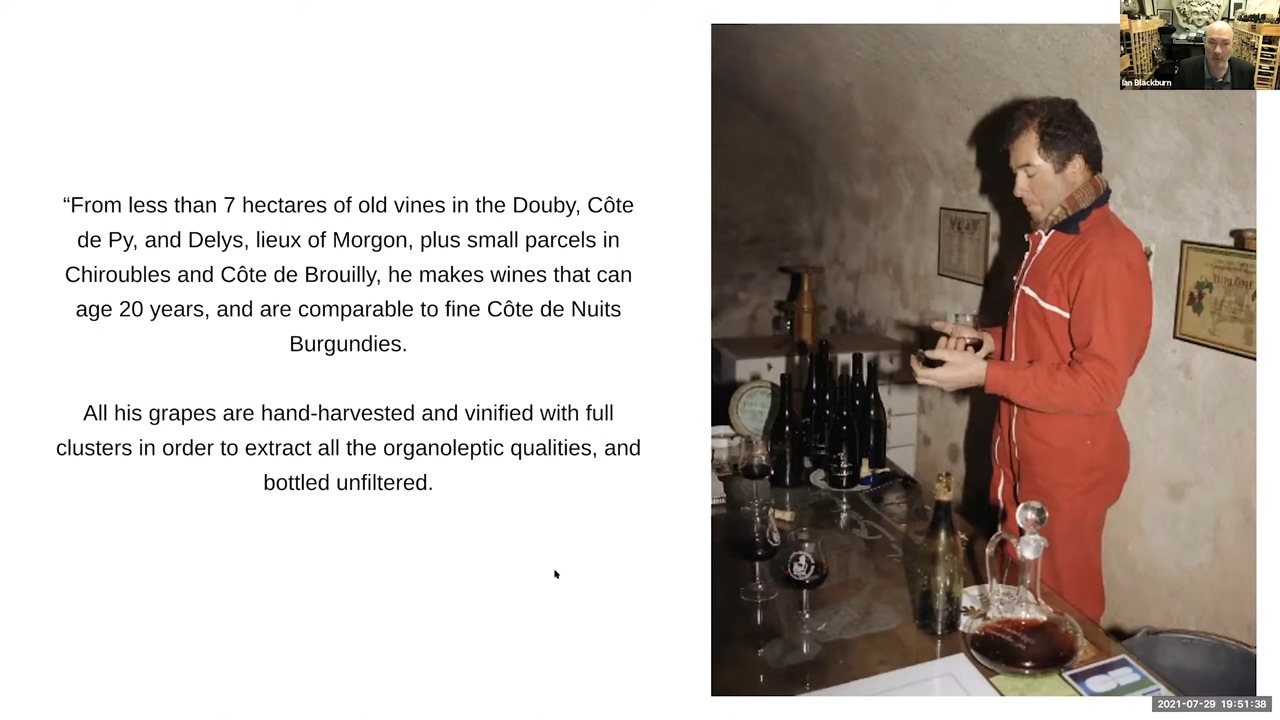 Ian Blackburn
“From less than 7 hectares of old vines in the Douby, Côte
de Py, and Delys, lieux of Morgon, plus small parcels in
Chiroubles and Côte de Brouilly, he makes wines that can
age 20 years, and are comparable to fine Côte de Nuits
Burgundies.
All his grapes are hand-harvested and vinified with full
clusters in order to extract all the organoleptic qualities, and
bottled unfiltered.
DIPLOME
CB
2021-07-29 19:51:38